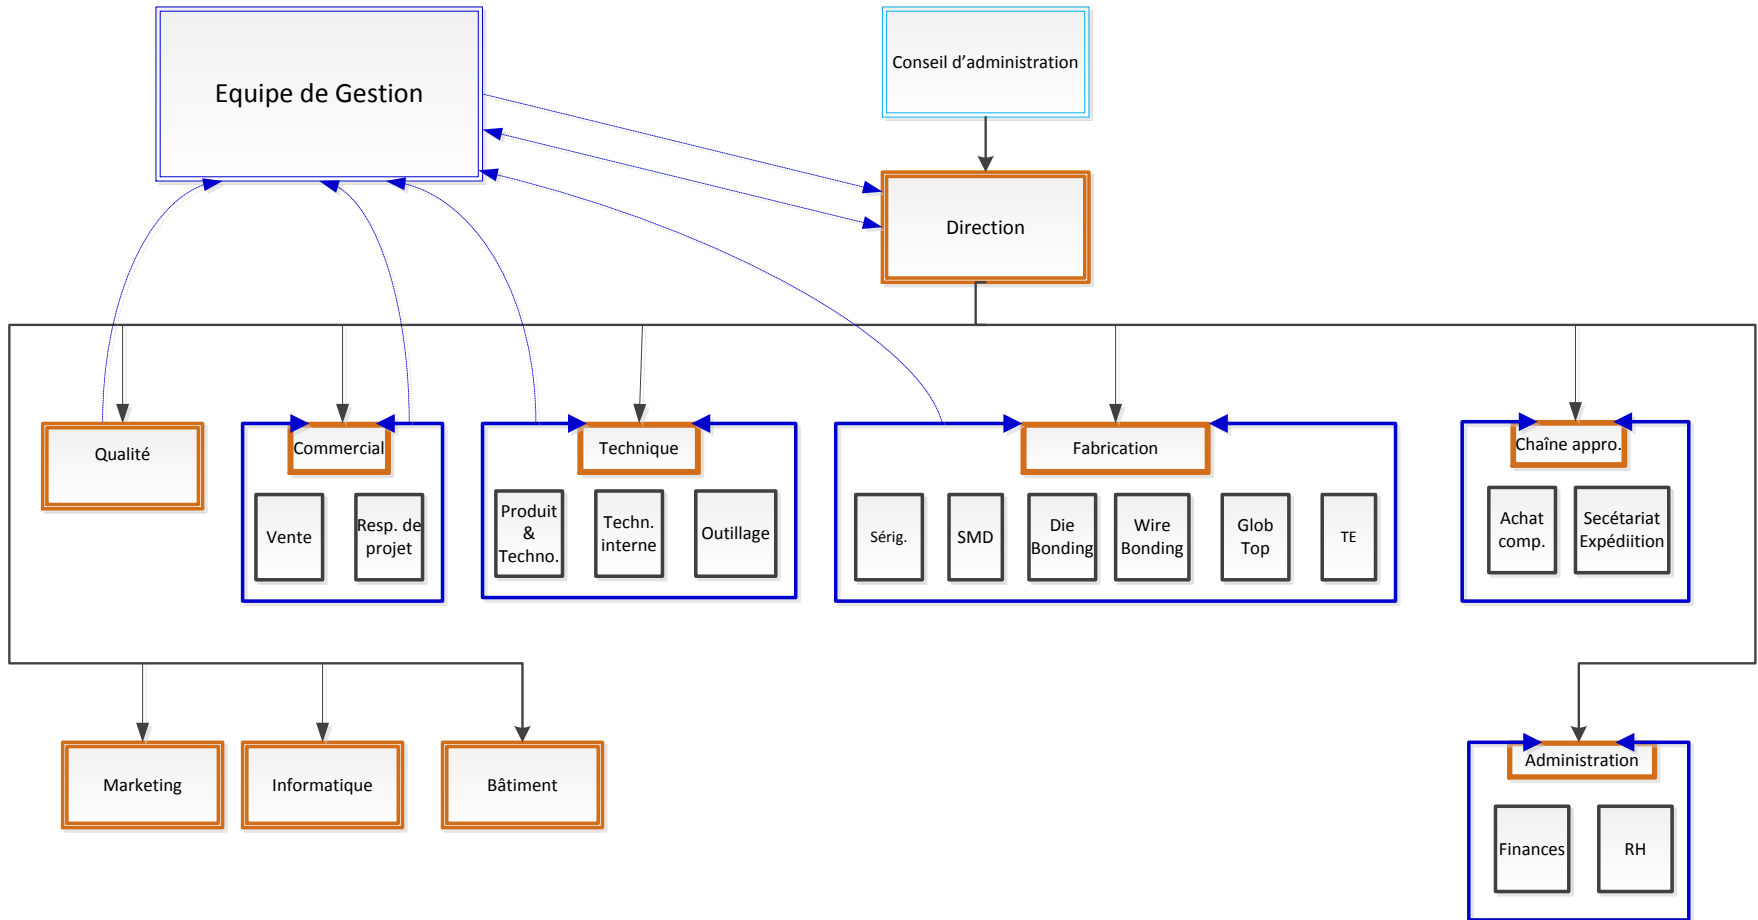 Equipe de Gestion
Conseil d’administration
Direction
Qualité
Commercial
Vente
Resp. de
projet
Technique
Produit
&
Techno.
Techn.
interne
Outillage
Fabrication
Sérig.
SMD
Die
Bonding
Wire
Bonding
Glob
Top
TE
Chaîne appro.
Achat
comp.
Secétariat
Expédiition
Marketing
Informatique
Bâtiment
Administration
Finances
RH